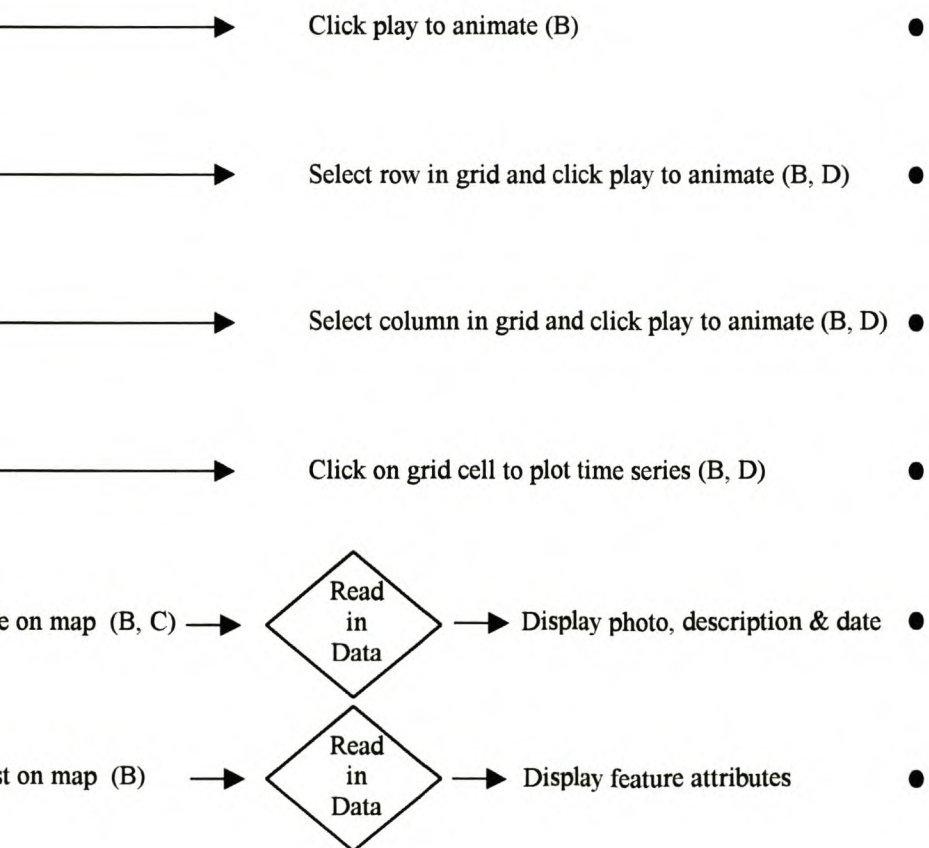 Click play to animate (B)
Select row in grid and click play to animate (B, D)
Select column in grid and click play to animate (B, D)
Click on grid cell to plot time series (B, D)
on map (B, C)
Read
in
Data
Display photo, description & date
on map (B)
Read
in
Data
Display feature attributes